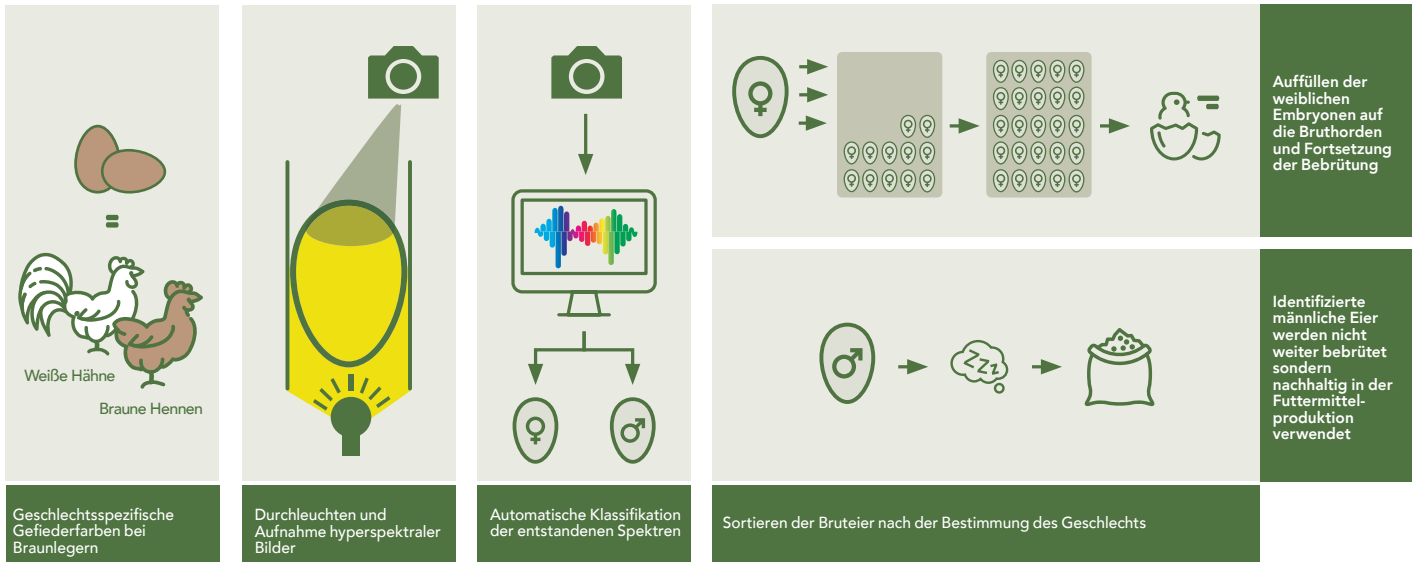 Weiße Hähne
Braune Hennen
Geschlechtsspezifische
Gefiederfarben bei
Braunlegern
Durchleuchten und
Aufnahme hyperspektraler
Bilder
Automatische Klassifikation
der entstandenen Spektren
Zzz
Sortieren der Bruteier nach der Bestimmung des Geschlechts
Auffüllen der
weiblichen
Embryonen auf
die Bruthorden
und Fortsetzung
der Bebrütung
Identifizierte
männliche Eier
werden nicht
weiter bebrütet
sondern
nachhaltig in der
Futtermittel-
produktion
verwendet